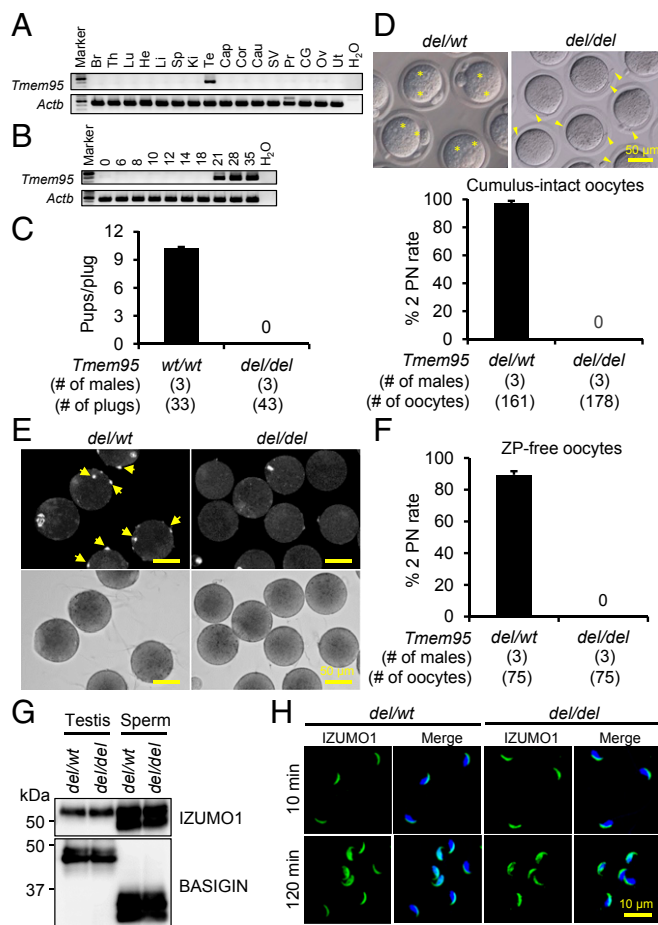 A
Marker Br Th Lu He Li Sp Ki Te Cap Cor Cau SV Pr CG Ov Ut H2O
Tmem95
Actb
B
Marker 0 6 8 10 12 14 18 21 28 35 H2O
Tmem95
Actb
C
12
9
6
3
0
Pups/plug
0
Tmem95 wt/wt del/del
(# of males) (3) (3)
(# of plugs) (33) (43)
D
del/wt del/del
50 µm
Cumulus-intact oocytes
100
80
60
40
20
0
% 2 PN rate
0
Tmem95 del/wt del/del
(# of males) (3) (3)
(# of oocytes) (161) (178)
E
del/wt del/del
50 µm
F
ZP-free oocytes
100
80
60
40
20
0
% 2 PN rate
0
Tmem95 del/wt del/del
(# of males) (3) (3)
(# of oocytes) (75) (75)
G
Testis Sperm
del/wt del/del del/wt del/del
kDa
50
IZUMO1
50
37
BASIGIN
H
del/wt del/del
IZUMO1 Merge IZUMO1 Merge
10 min
120 min
10 µm